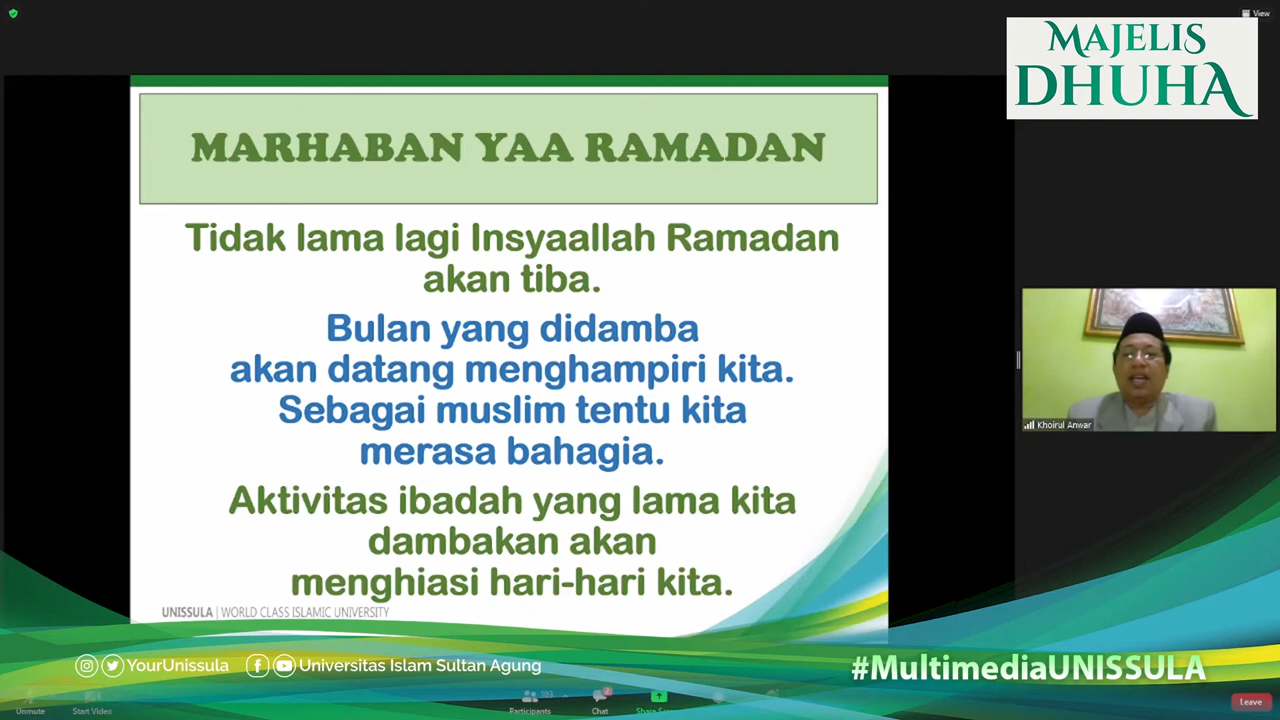 View
MAJELIS
DHUHA
MARHABAN YAA RAMADAN
Tidak lama lagi Insyaallah Ramadan
akan tiba.
Bulan yang didamba
akan datang menghampiri kita.
Sebagai muslim tentu kita
merasa bahagia.
Aktivitas ibadah yang lama kita
dambakan akan
menghiasi hari-hari kita.
UNISSULA | WORLD CLASS ISLAMIC UNIVERSITY
Khoirul Anwar
YourUnissula
Universitas Islam Sultan Agung
#MultimediaUNISSULA
Unmute
Start Video
Participants
Chat
Leave